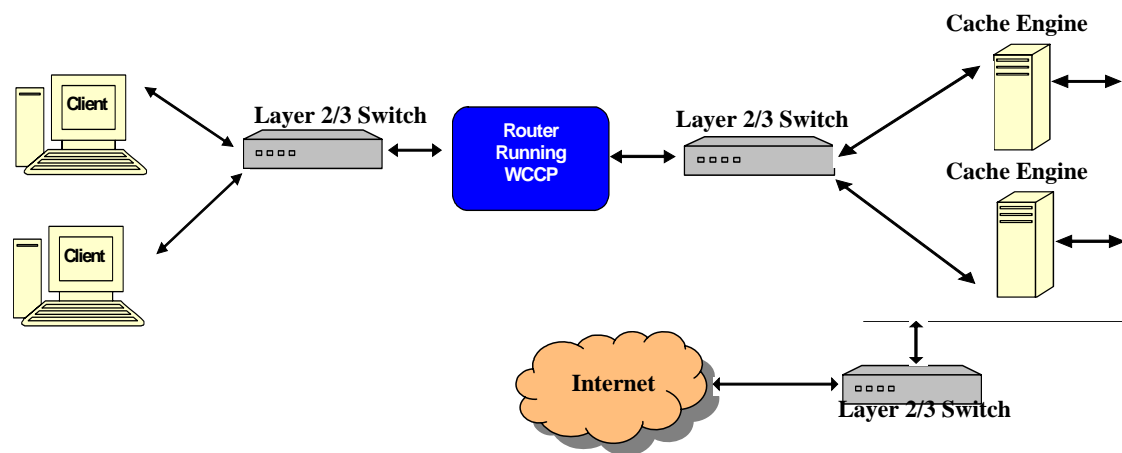 Cache Engine
Client
Layer 2/3 Switch
Router
Running
WCCP
Layer 2/3 Switch
Cache Engine
Client
Internet
Layer 2/3 Switch